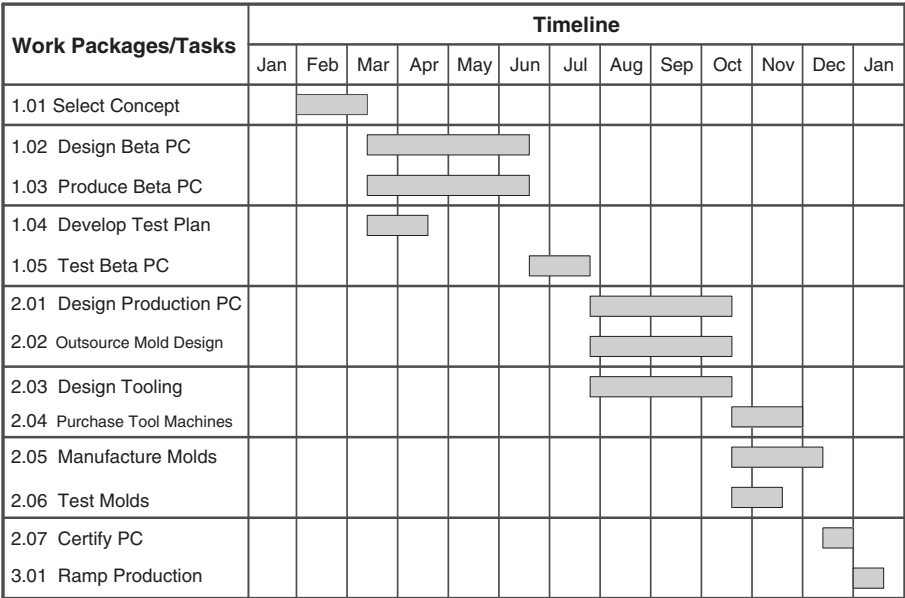 Work Packages/Tasks
Timeline
Jan Feb Mar Apr May Jun Jul Aug Sep Oct Nov Dec Jan
1.01 Select Concept
1.02 Design Beta PC
1.03 Produce Beta PC
1.04 Develop Test Plan
1.05 Test Beta PC
2.01 Design Production PC
2.02 Outsource Mold Design
2.03 Design Tooling
2.04 Purchase Tool Machines
2.05 Manufacture Molds
2.06 Test Molds
2.07 Certify PC
3.01 Ramp Production